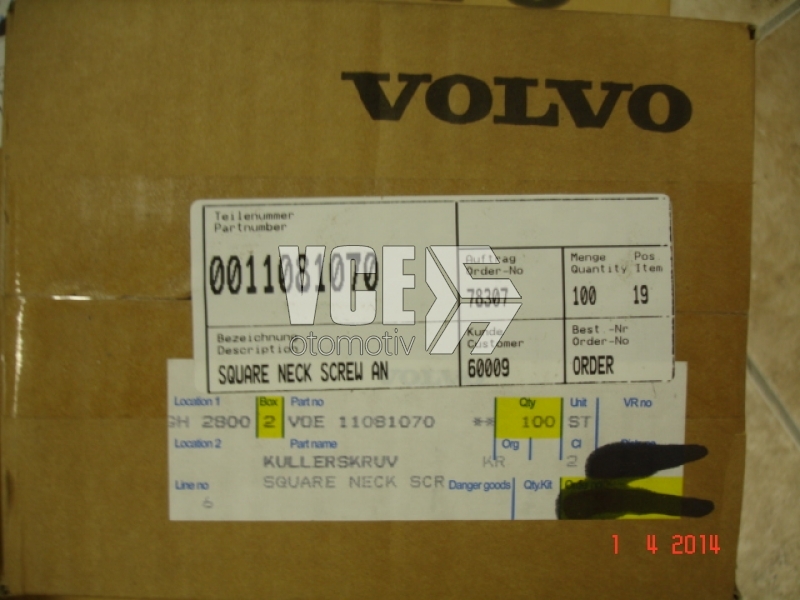 VOLVO
Teilenummer
Partnumber
0011081070
Auftrag
Order-No
78307
Menge
Quantity
100
Pos
Item
19
VCE
otomotiv
Bezeichnung
Description
SQUARE NECK SCREW AN
Kunde
Customer
60009
Best.-Nr
Order-No
ORDER
Location 1 Box Part no Qty Unit VR no
GH 2800 2 VOE 11081070 ** 100 ST
Location 2 Part name Org CI
KULLERSKRUV KR 2
Line no SQUARE NECK SCR Danger goods Qty.Kit
6
1 4 2014